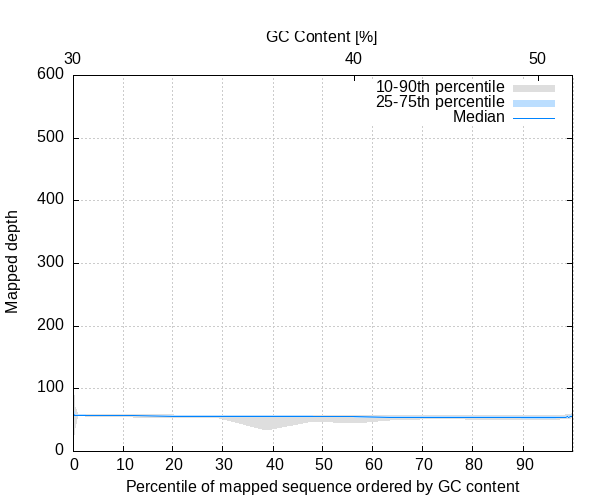 GC Content [%]
30 40 50
600
10-90th percentile
25-75th percentile
Median
500
400
300
200
100
0
Mapped depth
0 10 20 30 40 50 60 70 80 90
Percentile of mapped sequence ordered by GC content